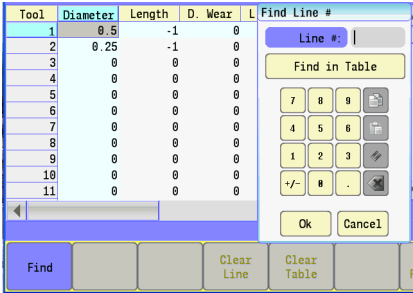 Tool Diameter Length D. Wear L
1 0.5 -1 0
2 0.25 -1 0
3 0 0 0
4 0 0 0
5 0 0 0
6 0 0 0
7 0 0 0
8 0 0 0
9 0 0 0
10 0 0 0
11 0 0 0
Find Line #
Line #:
Find in Table
7 8 9
4 5 6
1 2 3
+/- 0 .
Ok Cancel
Find
Clear Line
Clear Table